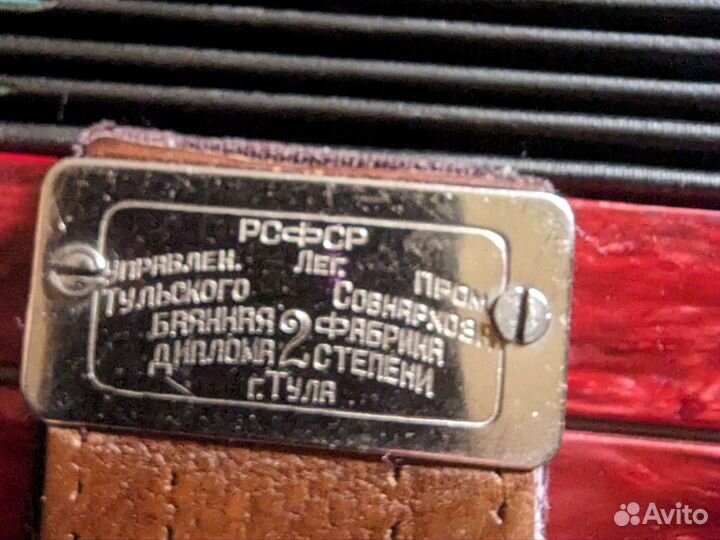 РСФСР
УПРАВЛЕН. ЛЕГ. ПРОМ
ТУЛЬСКОГО СОВНАРХОЗА
БАЯННАЯ ФАБРИКА
ДИПЛОМА 2 СТЕПЕНИ
Г. ТУЛА
Avito